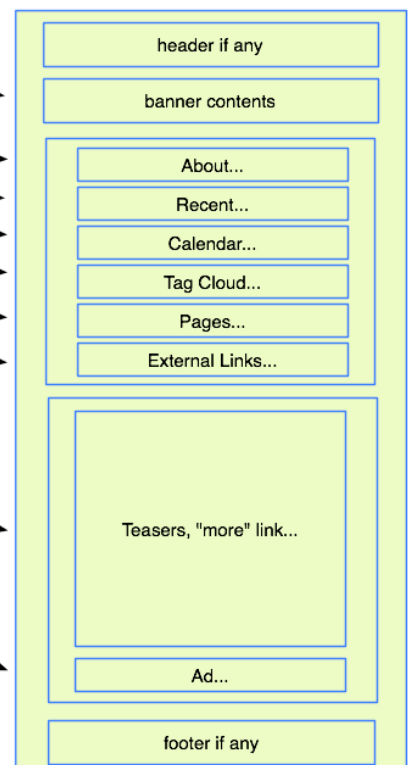 header if any
banner contents
About...
Recent...
Calendar...
Tag Cloud...
Pages...
External Links...
Teasers, "more" link...
Ad...
footer if any